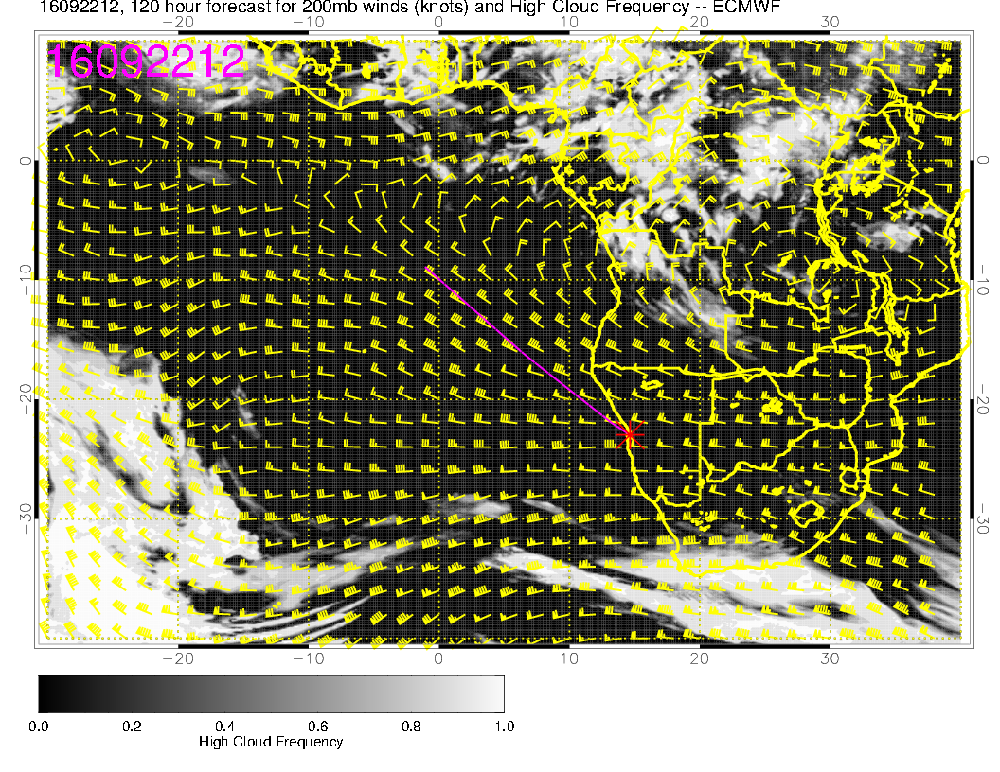 16092212, 120 hour forecast for 200mb winds (knots) and High Cloud Frequency -- ECMWF
−20 −10 0 10 20 30
16092212
0 0
−10 −10
−20 −20
−30 −30
−20 −10 0 10 20 30
0.0 0.2 0.4 0.6 0.8 1.0
High Cloud Frequency